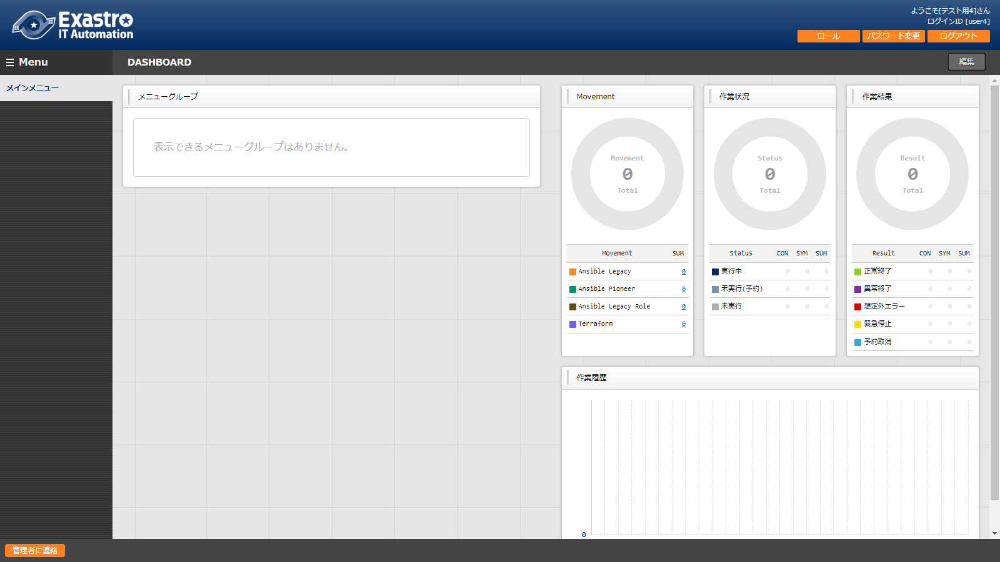 Exastro
IT Automation
ようこそ[テスト用4]さん
ログインID [user4]
ロール パスワード変更 ログアウト
Menu
DASHBOARD
編集
メインメニュー
メニューグループ
表示できるメニューグループはありません。
Movement
Movement
0
Total
Movement SUM
Ansible Legacy 0
Ansible Pioneer 0
Ansible Legacy Role 0
Terraform 0
作業状況
Status
0
Total
Status CON SYM SUM
実行中 0 0 0
未実行(予約) 0 0 0
未実行 0 0 0
作業結果
Result
0
Total
Result CON SYM SUM
正常終了 0 0 0
異常終了 0 0 0
想定外エラー 0 0 0
緊急停止 0 0 0
予約取消 0 0 0
作業履歴
0
管理者に連絡